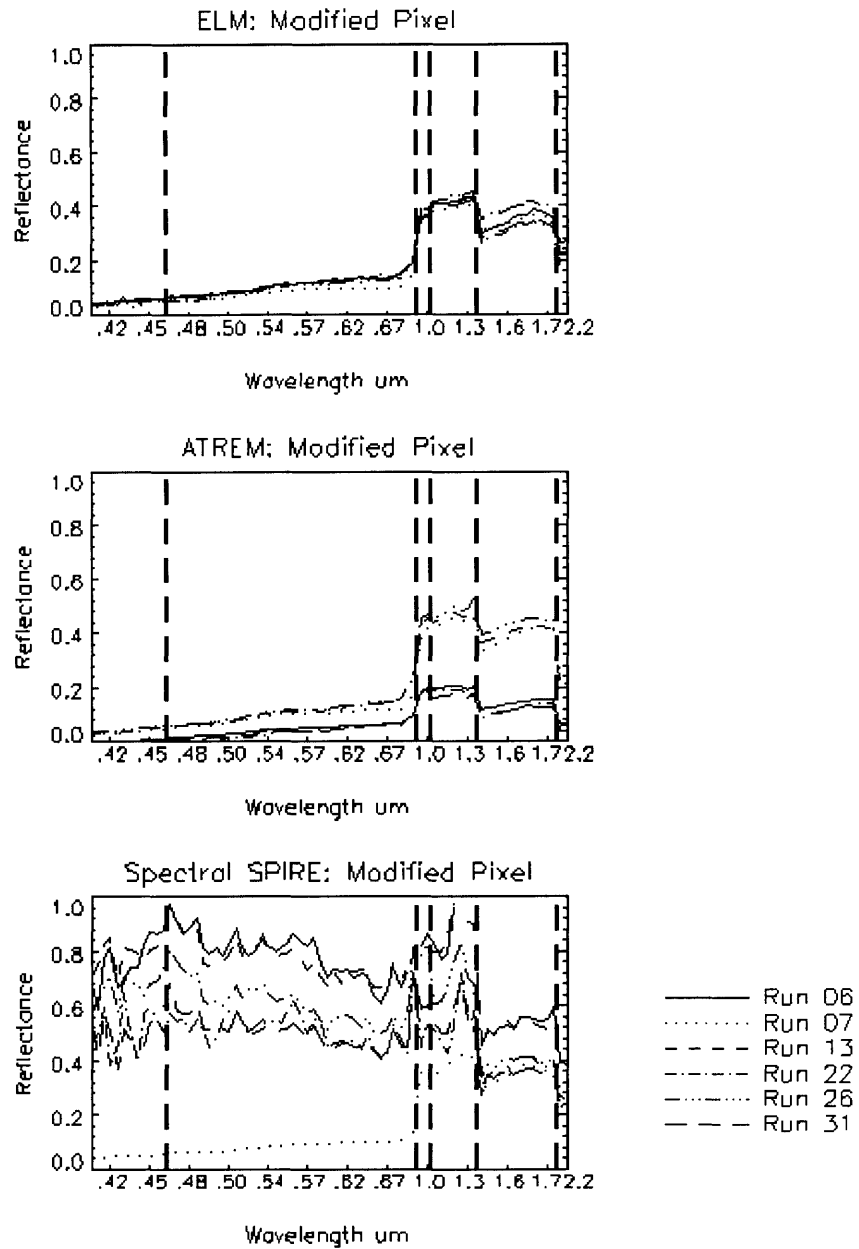 ELM: Modified Pixel
1.0
0.8
0.6
0.4
0.2
0.0
Reflectance
.42 .45 .48 .50 .54 .57 .62 .67 1.0 1.3 1.6 1.72.2
Wavelength um
ATREM: Modified Pixel
1.0
0.8
0.6
0.4
0.2
0.0
Reflectance
.42 .45 .48 .50 .54 .57 .62 .67 1.0 1.3 1.6 1.72.2
Wavelength um
Spectral SPIRE: Modified Pixel
1.0
0.8
0.6
0.4
0.2
0.0
Reflectance
.42 .45 .48 .50 .54 .57 .62 .67 1.0 1.3 1.6 1.72.2
Wavelength um
Run 06
Run 07
Run 13
Run 22
Run 26
Run 31